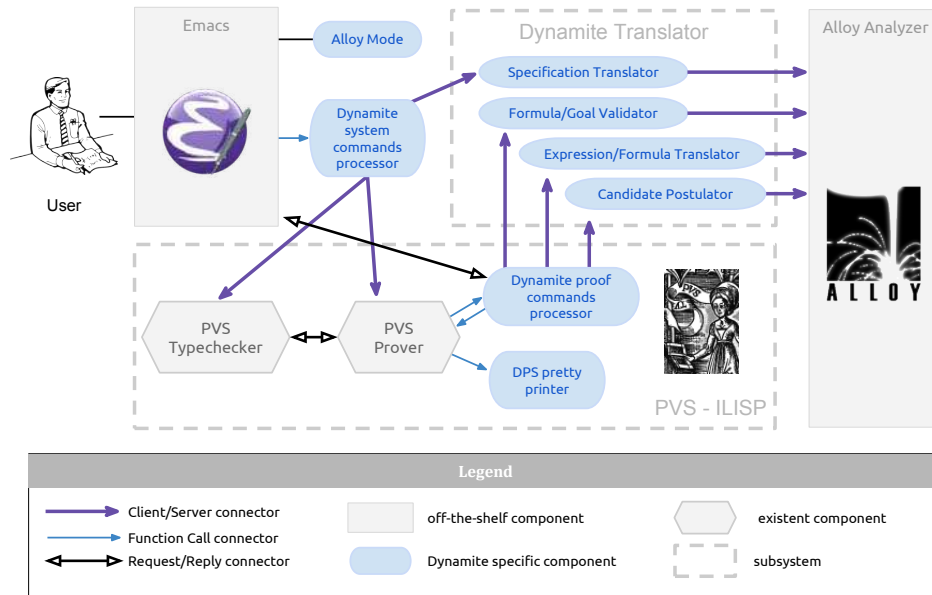 Emacs
Alloy Mode
Dynamite Translator
Alloy Analyzer
Specification Translator
Dynamite
system
commands
processor
Formula/Goal Validator
Expression/Formula Translator
Candidate Postulator
User
ALLOY
PVS
Typechecker
PVS
Prover
Dynamite proof
commands
processor
PVS
DPS pretty
printer
PVS - ILISP
Legend
Client/Server connector
Function Call connector
Request/Reply connector
off-the-shelf component
Dynamite specific component
existent component
subsystem